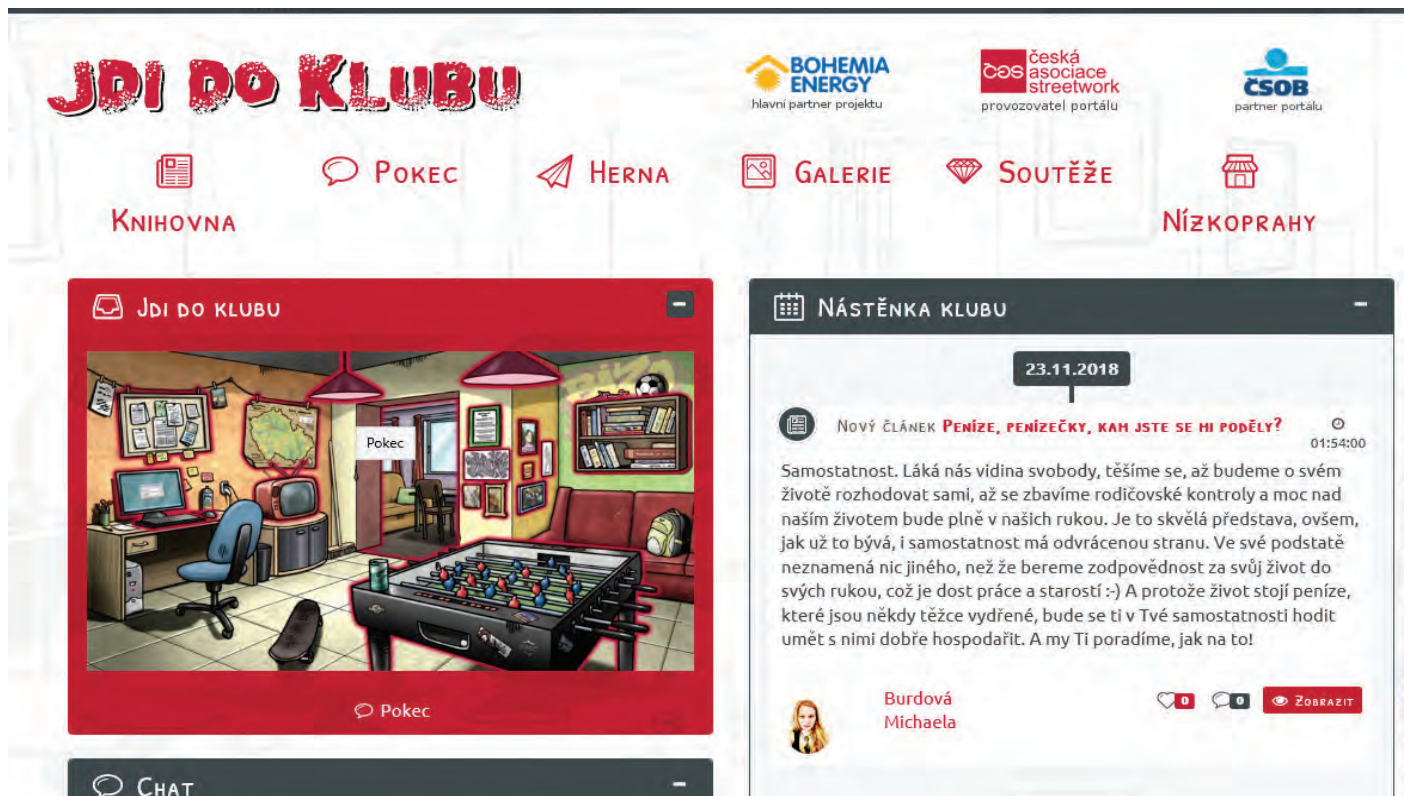 JDI DO KLUBU
BOHEMIA
ENERGY
hlavní partner projektu
čas
česká
asociace
streetwork
provozovatel portálu
ČSOB
partner portálu
Knihovna
Pokec
Herna
Galerie
Soutěže
Nízkoprahy
Jdi do klubu
Pokec
Pokec
Chat
Nástěnka klubu
23.11.2018
Nový článek Peníze, penízečky, kam jste se mi poděly?
01:54:00
Samostatnost. Láká nás vidina svobody, těšíme se, až budeme o svém
životě rozhodovat sami, až se zbavíme rodičovské kontroly a moc nad
naším životem bude plně v našich rukou. Je to skvělá představa, ovšem,
jak už to bývá, i samostatnost má odvrácenou stranu. Ve své podstatě
neznamená nic jiného, než že bereme zodpovědnost za svůj život do
svých rukou, což je dost práce a starostí :-) A protože život stojí peníze,
které jsou někdy těžce vydřené, bude se ti v Tvé samostatnosti hodit
umět s nimi dobře hospodařit. A my Ti poradíme, jak na to!
Burdová
Michaela
0
0
Zobrazit